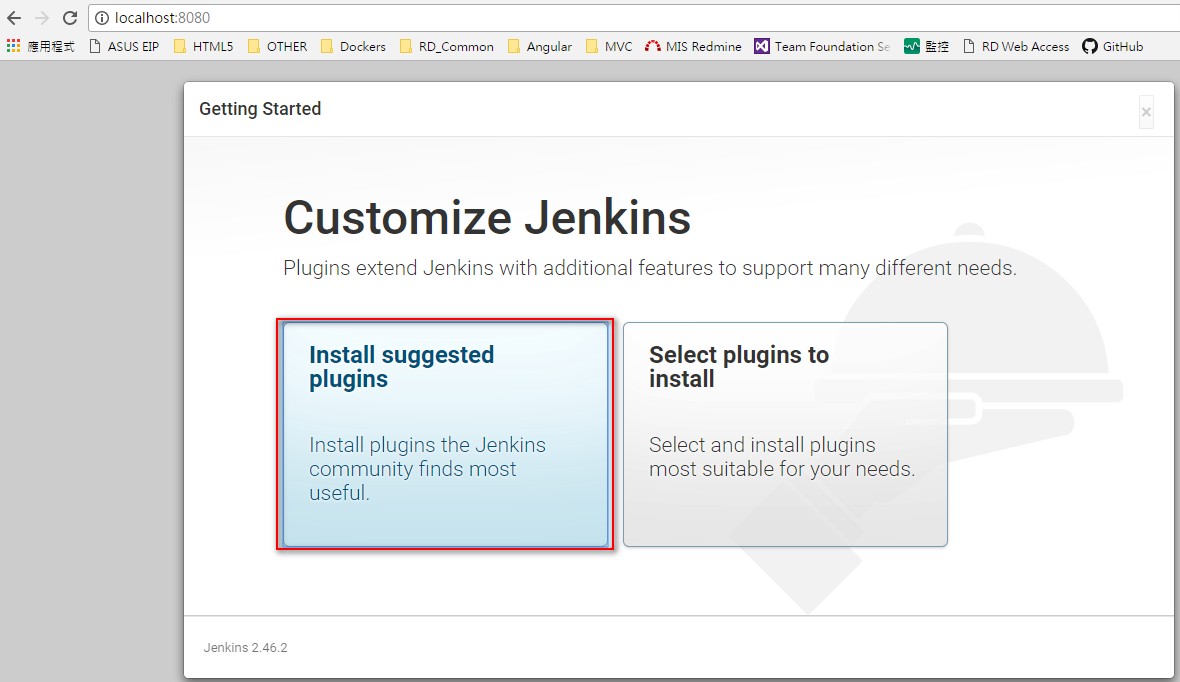 localhost:8080
應用程式 ASUS EIP HTML5 OTHER Dockers RD_Common Angular MVC MIS Redmine Team Foundation Se 監控 RD Web Access GitHub
Getting Started
×
Customize Jenkins
Plugins extend Jenkins with additional features to support many different needs.
Install suggested
plugins
Install plugins the Jenkins
community finds most
useful.
Select plugins to
install
Select and install plugins
most suitable for your needs.
Jenkins 2.46.2